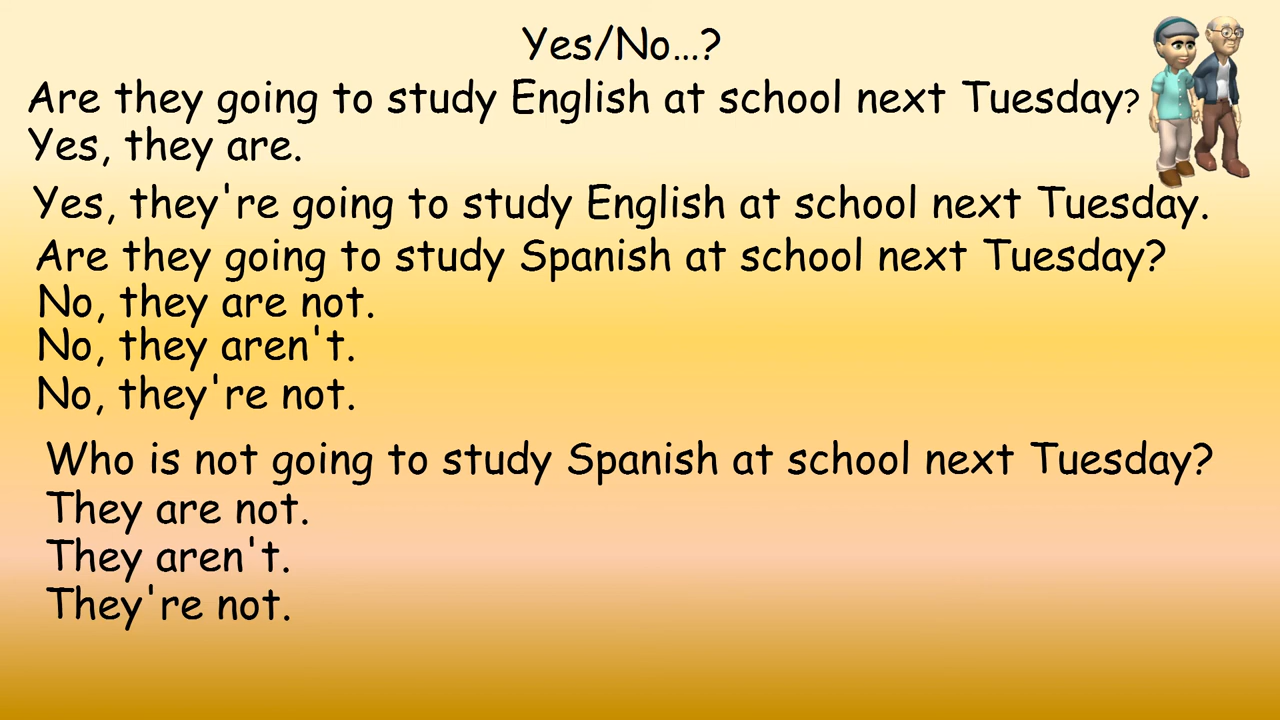 Yes/No...?
Are they going to study English at school next Tuesday?
Yes, they are.
Yes, they're going to study English at school next Tuesday.
Are they going to study Spanish at school next Tuesday?
No, they are not.
No, they aren't.
No, they're not.
Who is not going to study Spanish at school next Tuesday?
They are not.
They aren't.
They're not.